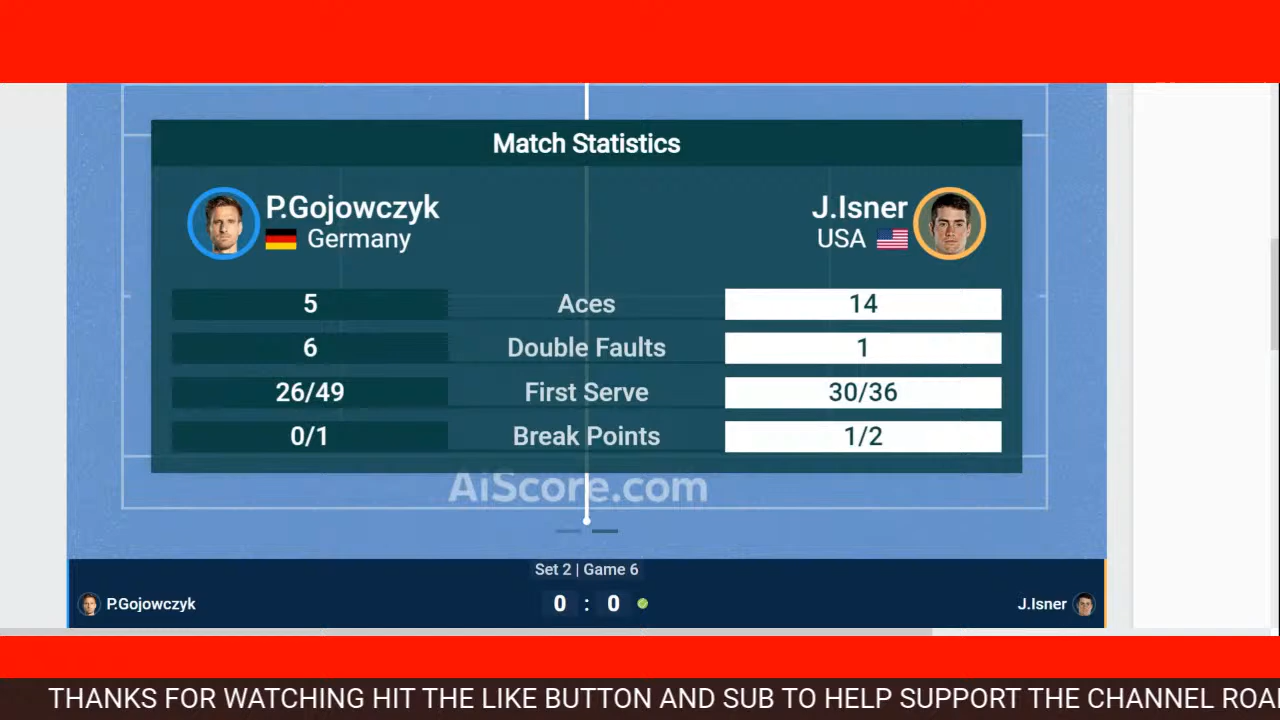 Match Statistics
P.Gojowczyk
Germany
J.Isner
USA
5 Aces 14
6 Double Faults 1
26/49 First Serve 30/36
0/1 Break Points 1/2
AiScore.com
Set 2 | Game 6
P.Gojowczyk 0 : 0 J.Isner
THANKS FOR WATCHING HIT THE LIKE BUTTON AND SUB TO HELP SUPPORT THE CHANNEL ROA